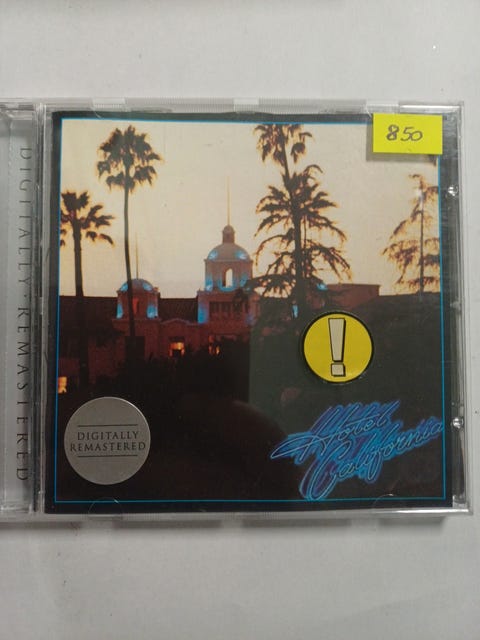 850
DIGITALLY REMASTERED
!
DIGITALLY
REMASTERED
Hotel
California